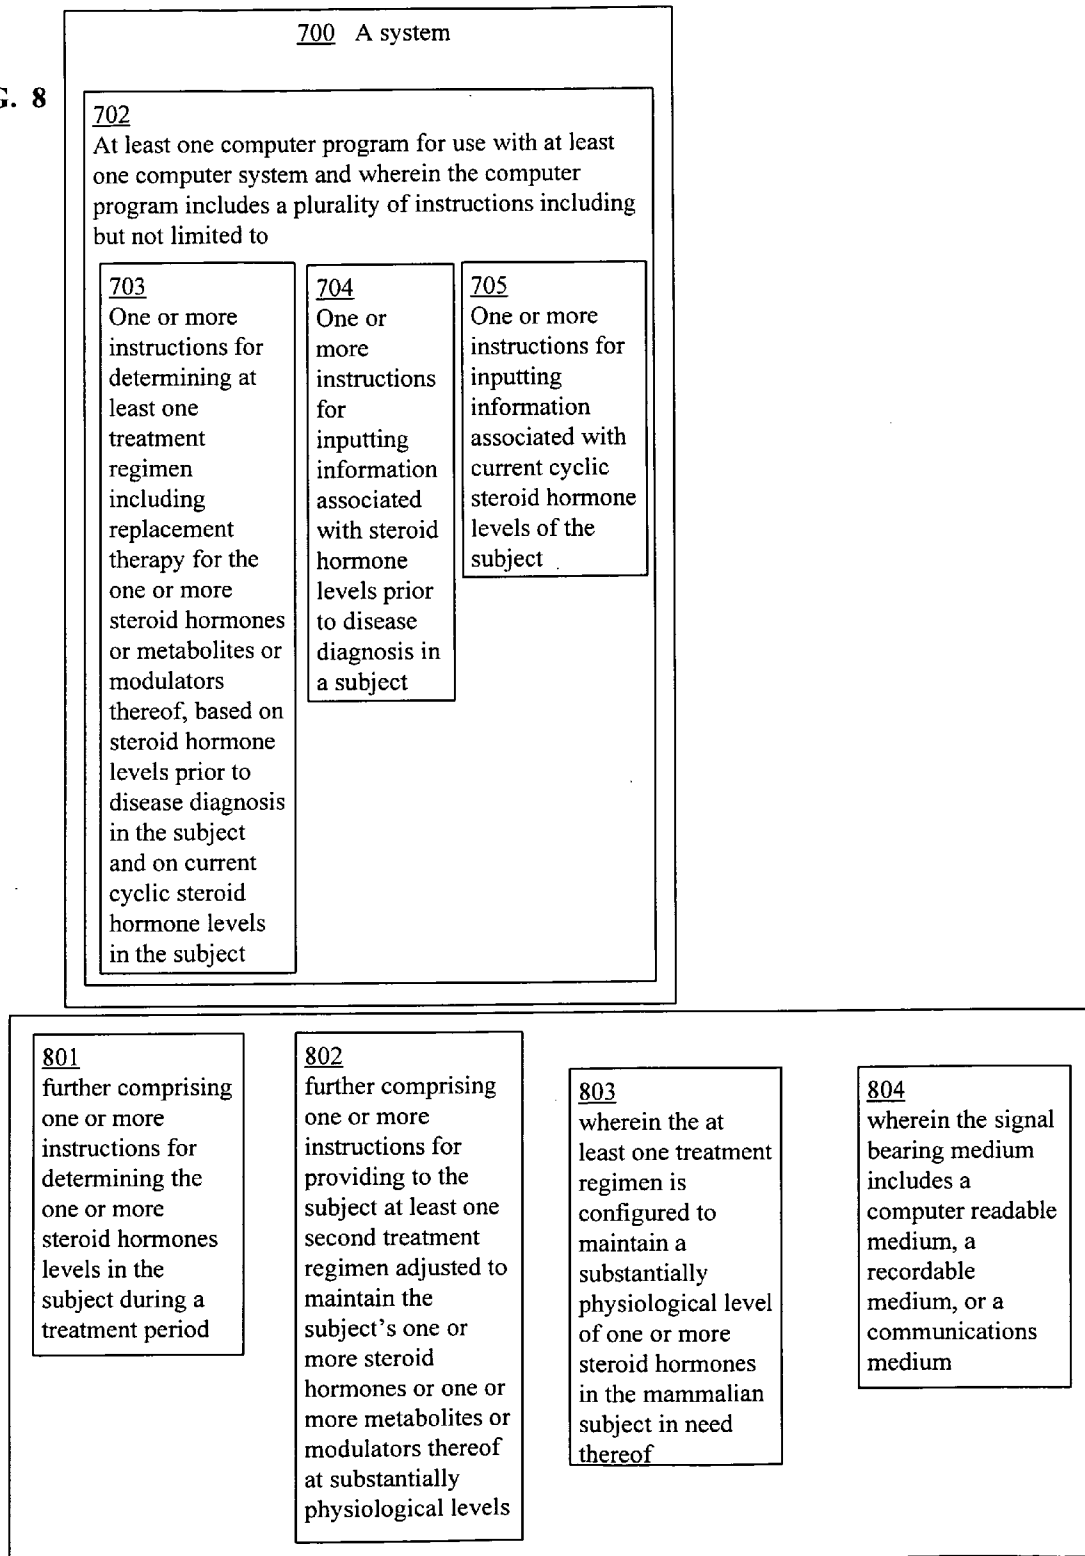 700 A system
G. 8
702
At least one computer program for use with at least
one computer system and wherein the computer
program includes a plurality of instructions including
but not limited to
703
One or more
instructions for
determining at
least one
treatment
regimen
including
replacement
therapy for the
one or more
steroid hormones
or metabolites or
modulators
thereof, based on
steroid hormone
levels prior to
disease diagnosis
in the subject
and on current
cyclic steroid
hormone levels
in the subject
704
One or
more
instructions
for
inputting
information
associated
with steroid
hormone
levels prior
to disease
diagnosis in
a subject
705
One or more
instructions for
inputting
information
associated with
current cyclic
steroid hormone
levels of the
subject
801
further comprising
one or more
instructions for
determining the
one or more
steroid hormones
levels in the
subject during a
treatment period
802
further comprising
one or more
instructions for
providing to the
subject at least one
second treatment
regimen adjusted to
maintain the
subject's one or
more steroid
hormones or one or
more metabolites or
modulators thereof
at substantially
physiological levels
803
wherein the at
least one treatment
regimen is
configured to
maintain a
substantially
physiological level
of one or more
steroid hormones
in the mammalian
subject in need
thereof
804
wherein the signal
bearing medium
includes a
computer readable
medium, a
recordable
medium, or a
communications
medium